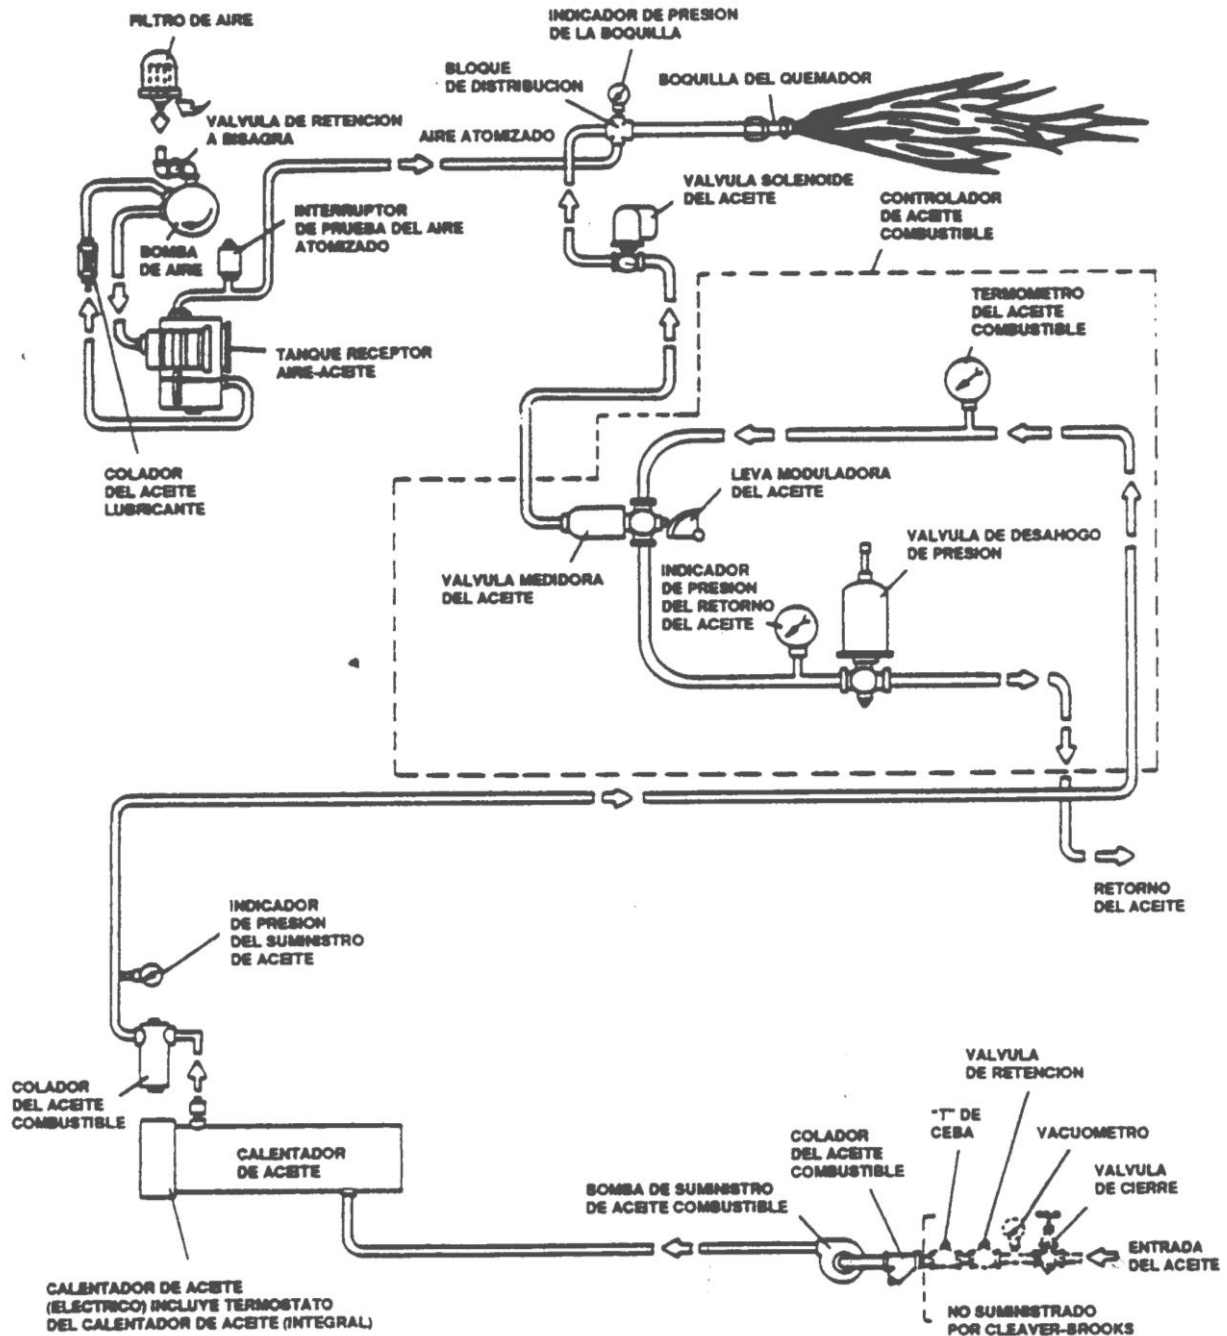 FILTRO DE AIRE
INDICADOR DE PRESION
DE LA BOQUILLA
BLOQUE
DE DISTRIBUCION
BOQUILLA DEL QUEMADOR
VALVULA DE RETENCION
A BISAGRA
AIRE ATOMIZADO
VALVULA SOLENOIDE
DEL ACEITE
CONTROLADOR
DE ACEITE
COMBUSTIBLE
INTERRUPTOR
DE PRUEBA DEL AIRE
ATOMIZADO
BOMBA
DE AIRE
TERMOMETRO
DEL ACEITE
COMBUSTIBLE
TANQUE RECEPTOR
AIRE-ACEITE
COLADOR
DEL ACEITE
LUBRICANTE
LEVA MODULADORA
DEL ACEITE
VALVULA DE DESAHOGO
DE PRESION
VALVULA MEDIDORA
DEL ACEITE
INDICADOR
DE PRESION
DEL RETORNO
DEL ACEITE
RETORNO
DEL ACEITE
INDICADOR
DE PRESION
DEL SUMINISTRO
DE ACEITE
COLADOR
DEL ACEITE
COMBUSTIBLE
CALENTADOR
DE ACEITE
VALVULA
DE RETENCION
"T" DE
CEBA
VACUOMETRO
COLADOR
DEL ACEITE
COMBUSTIBLE
VALVULA
DE CIERRE
BOMBA DE SUMINISTRO
DE ACEITE COMBUSTIBLE
ENTRADA
DEL ACEITE
CALENTADOR DE ACEITE
(ELECTRICO) INCLUYE TERMOSTATO
DEL CALENTADOR DE ACEITE (INTEGRAL)
NO SUMINISTRADO
POR CLEAVER-BROOKS